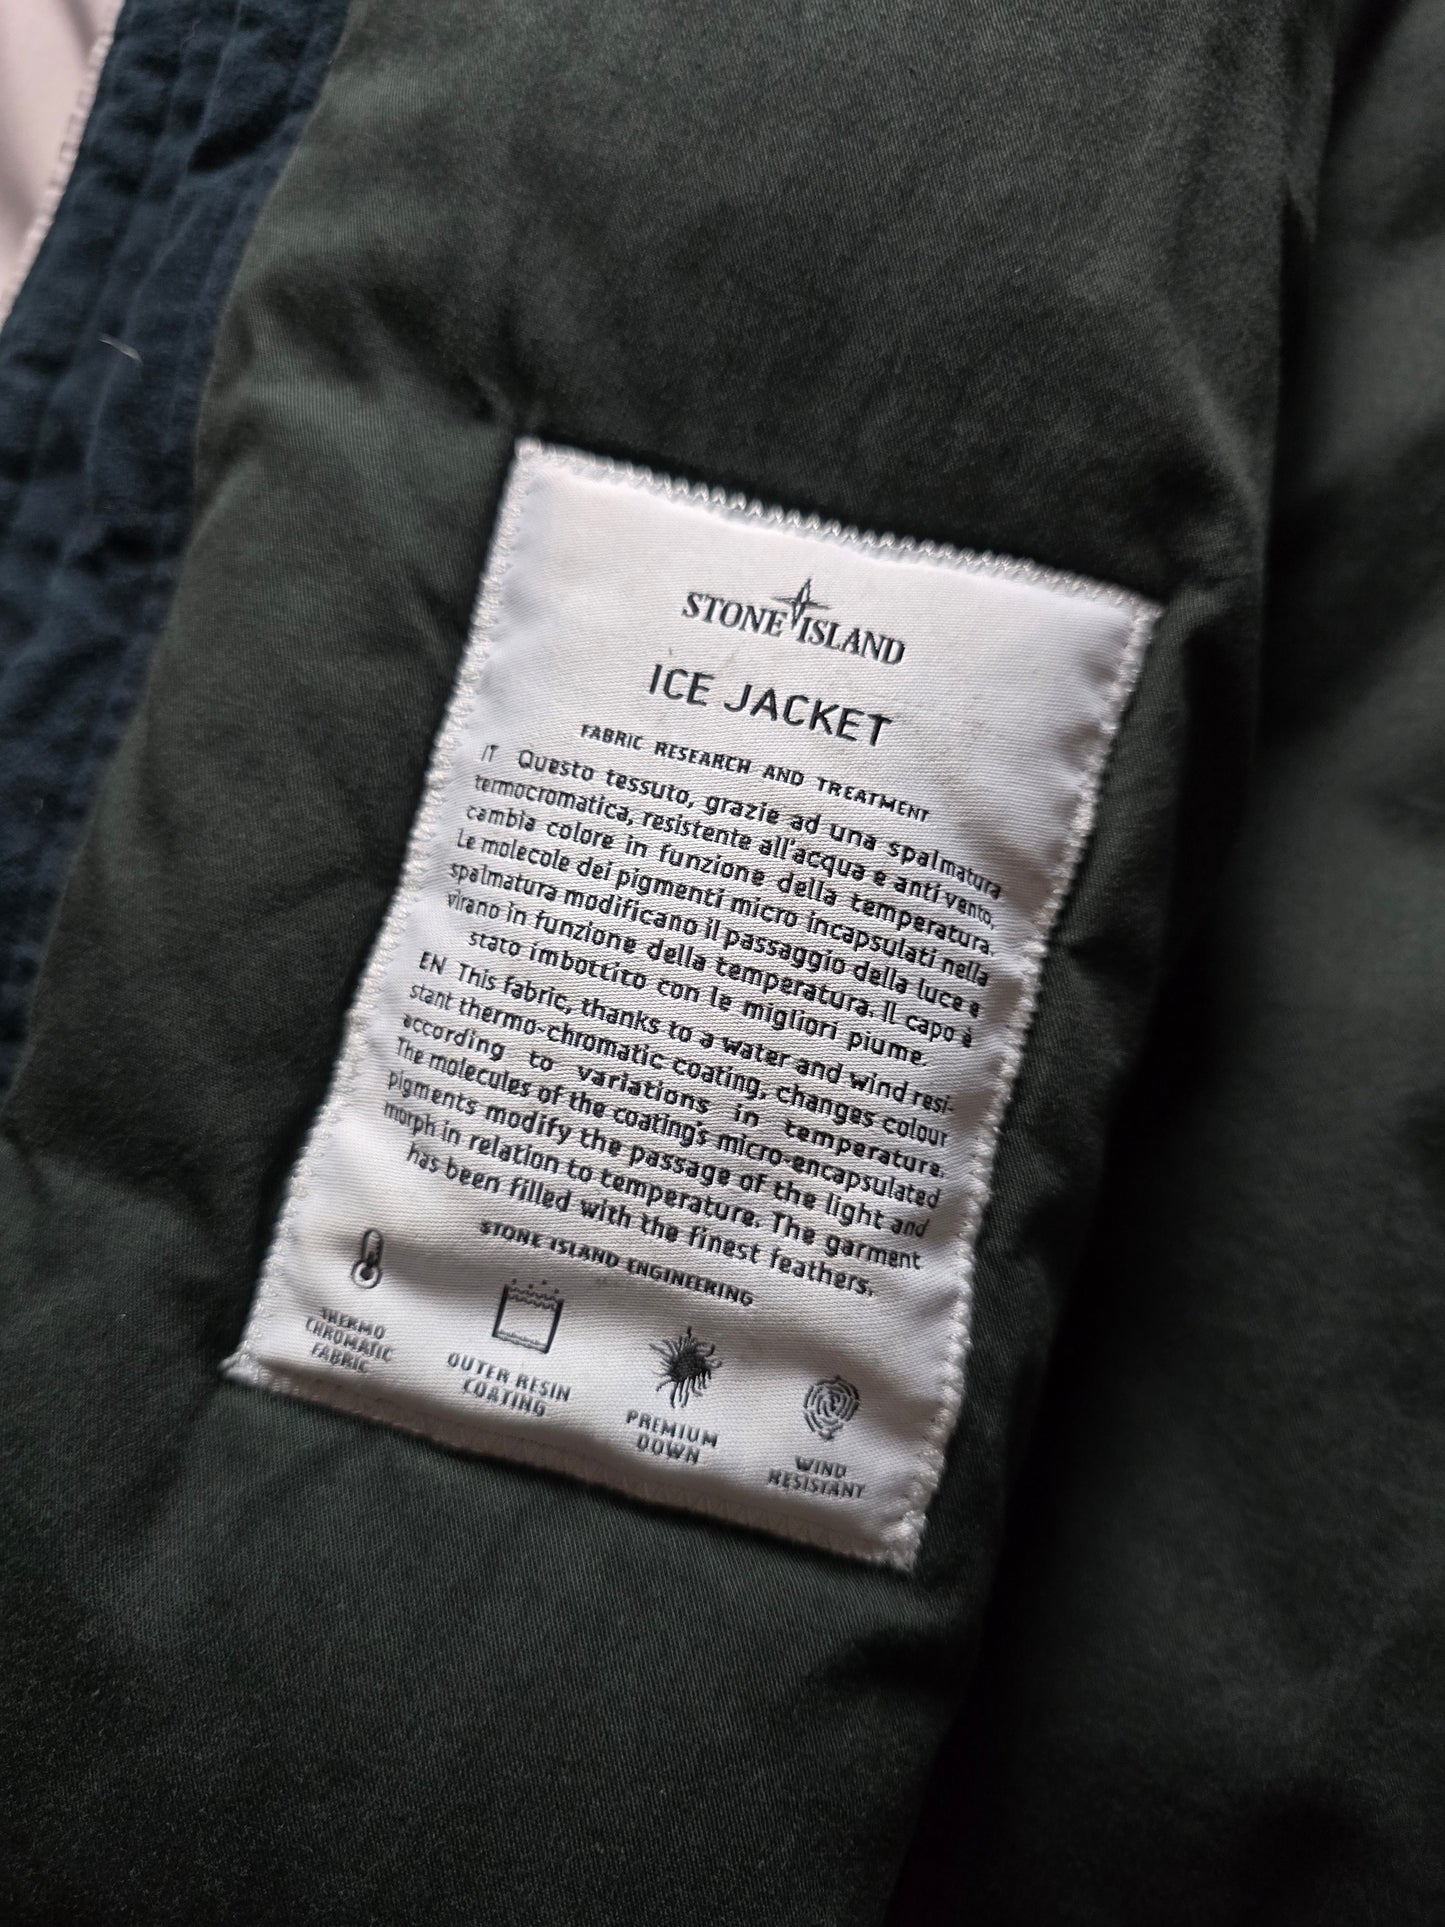 STONE ISLAND
ICE JACKET
FABRIC RESEARCH AND TREATMENT
IT Questo tessuto, grazie ad una spalmatura
termocromatica, resistente all'acqua e anti vento,
cambia colore in funzione della temperatura.
Le molecole dei pigmenti micro incapsulati nella
spalmatura modificano il passaggio della luce e
virano in funzione della temperatura. Il capo è
stato imbottito con le migliori piume.
EN This fabric, thanks to a water and wind resi-
stant thermo-chromatic coating, changes colour
according to variations in temperature.
The molecules of the coating's micro-encapsulated
pigments modify the passage of the light and
morph in relation to temperature. The garment
has been filled with the finest feathers.
STONE ISLAND ENGINEERING
THERMO
CHROMATIC
FABRIC
OUTER RESIN
COATING
PREMIUM
DOWN
WIND
RESISTANT